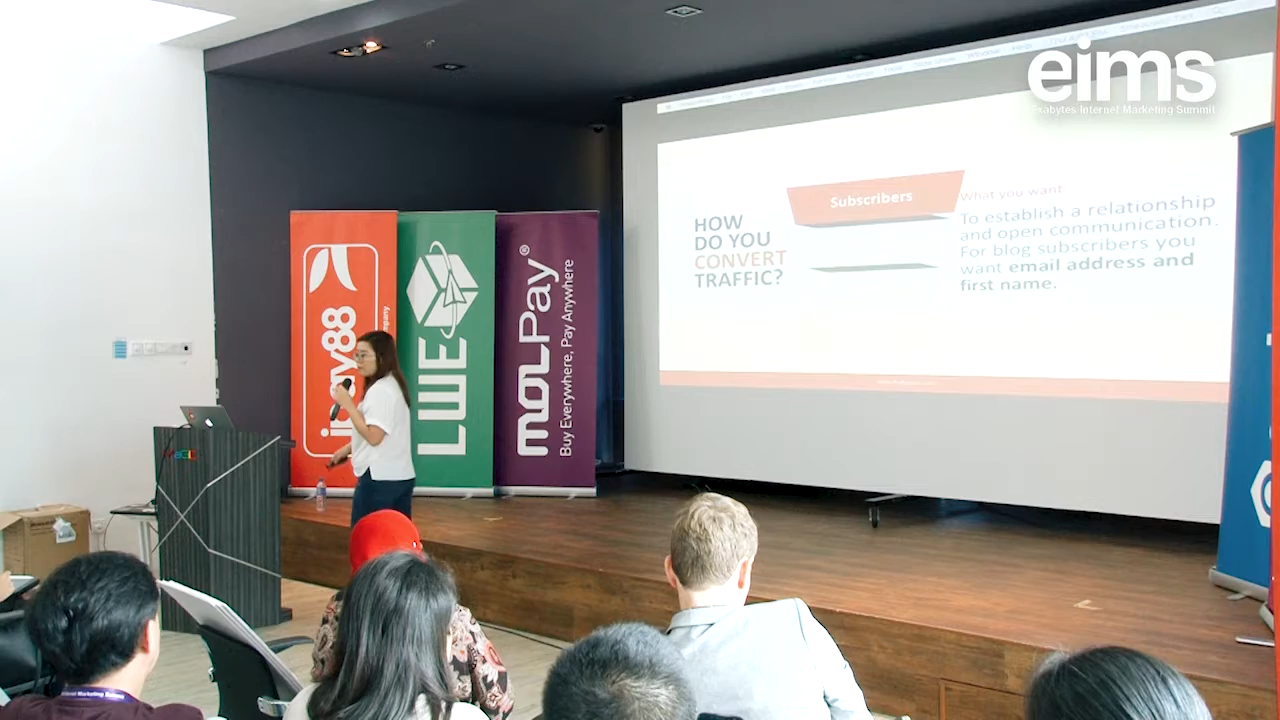 eims
Exabytes Internet Marketing Summit
HOW
DO YOU
CONVERT
TRAFFIC?
Subscribers
What you want
To establish a relationship
and open communication.
For blog subscribers you
want email address and
first name.
ipay88
LWE
MOLPay®
Buy Everywhere, Pay Anywhere